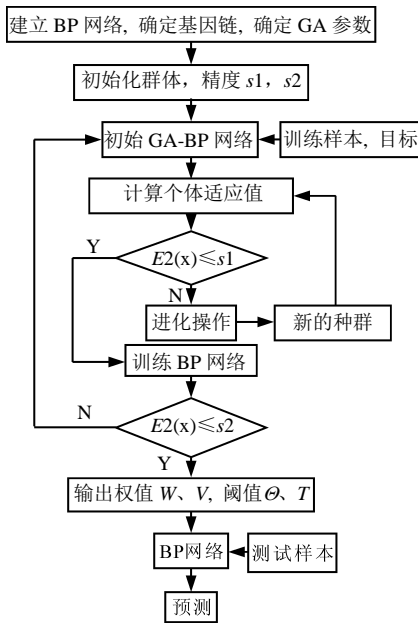 建立 BP 网络, 确定基因链, 确定 GA 参数
初始化群体，精度 s1，s2
初始 GA-BP 网络
训练样本, 目标
计算个体适应值
Y
E2(x)≤s1
N
进化操作
新的种群
训练 BP 网络
N
E2(x)≤s2
Y
输出权值 W、V, 阈值Θ、T
BP网络
测试样本
预测